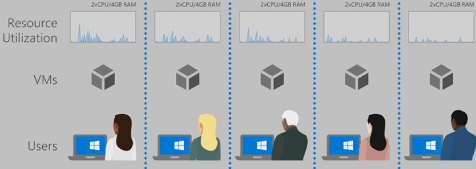 2vCPU/4GB RAM 2vCPU/4GB RAM 2vCPU/4GB RAM 2vCPU/4GB RAM 2vCPU/4GB RAM
Resource
Utilization
VMs
Users